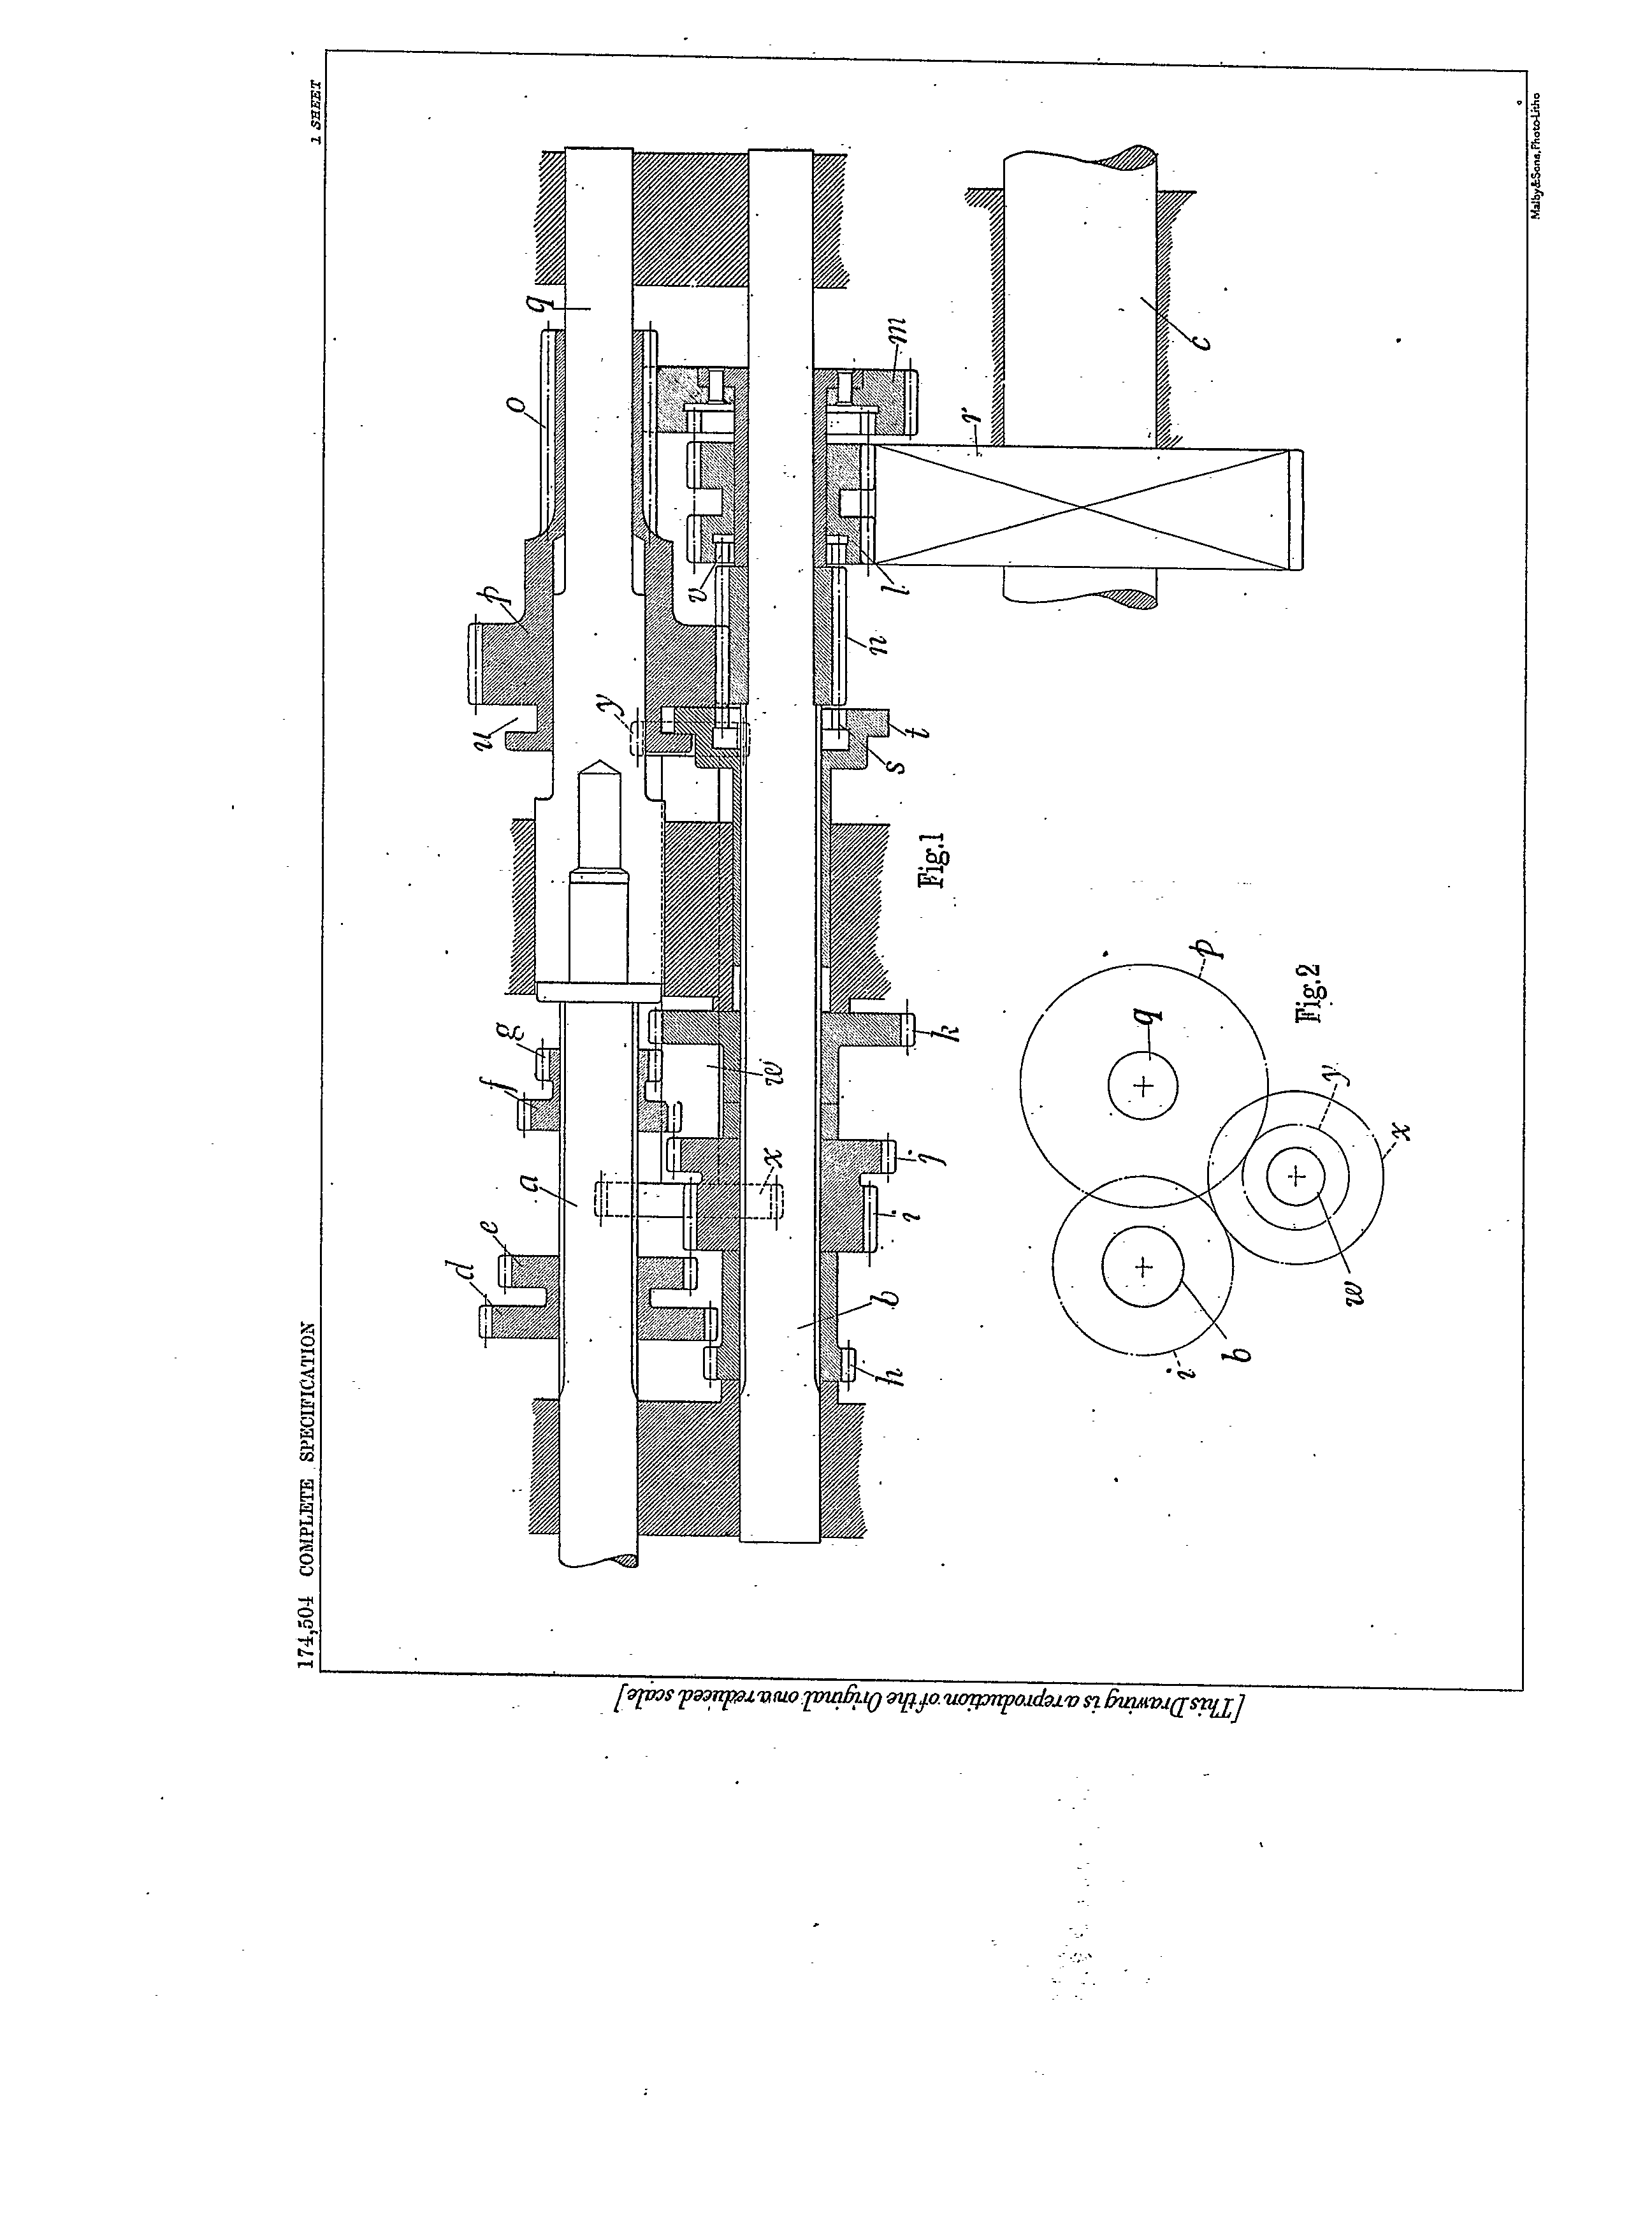 174,504 COMPLETE SPECIFICATION
1 SHEET
d
e
a
f
g
u
y
p
o
q
h
b
i
x
j
w
k
Fig.1
s
t
n
v
l
m
r
c
i
b
w
x
y
q
p
Fig.2
[This Drawing is a reproduction of the Original on a reduced scale]
Malby&Sons, Photo-Litho